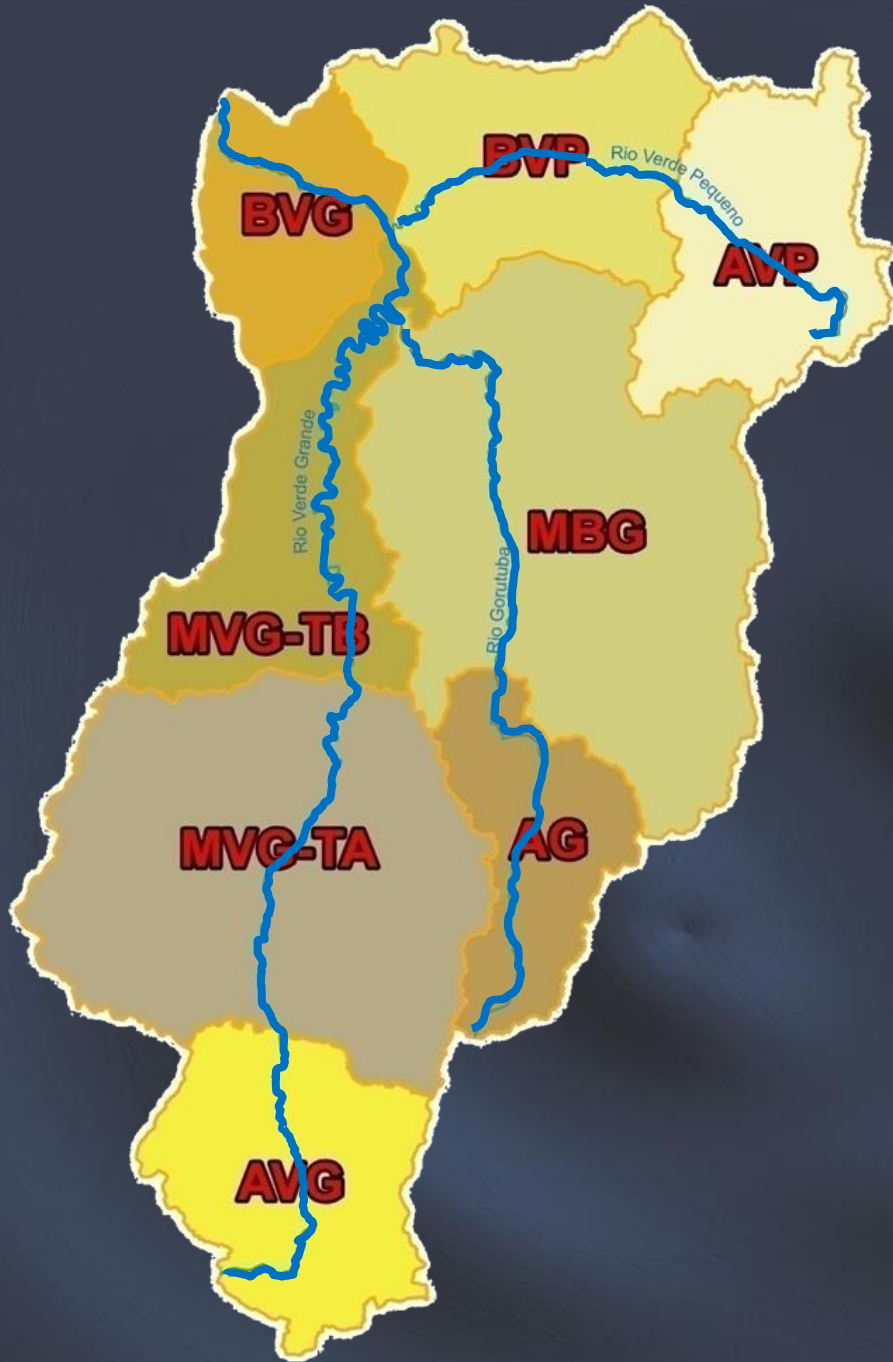 BVP
Rio Verde Pequeno
BVG
AVP
Rio Verde Grande
MBG
Rio Gorutuba
MVG-TB
MVG-TA
AG
AVG